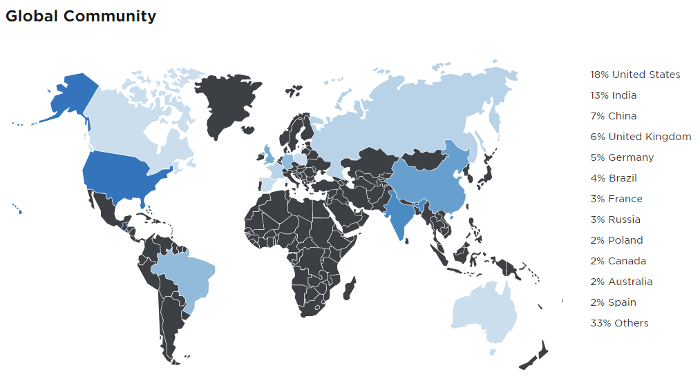 Global Community
18% United States
13% India
7% China
6% United Kingdom
5% Germany
4% Brazil
3% France
3% Russia
2% Poland
2% Canada
2% Australia
2% Spain
33% Others